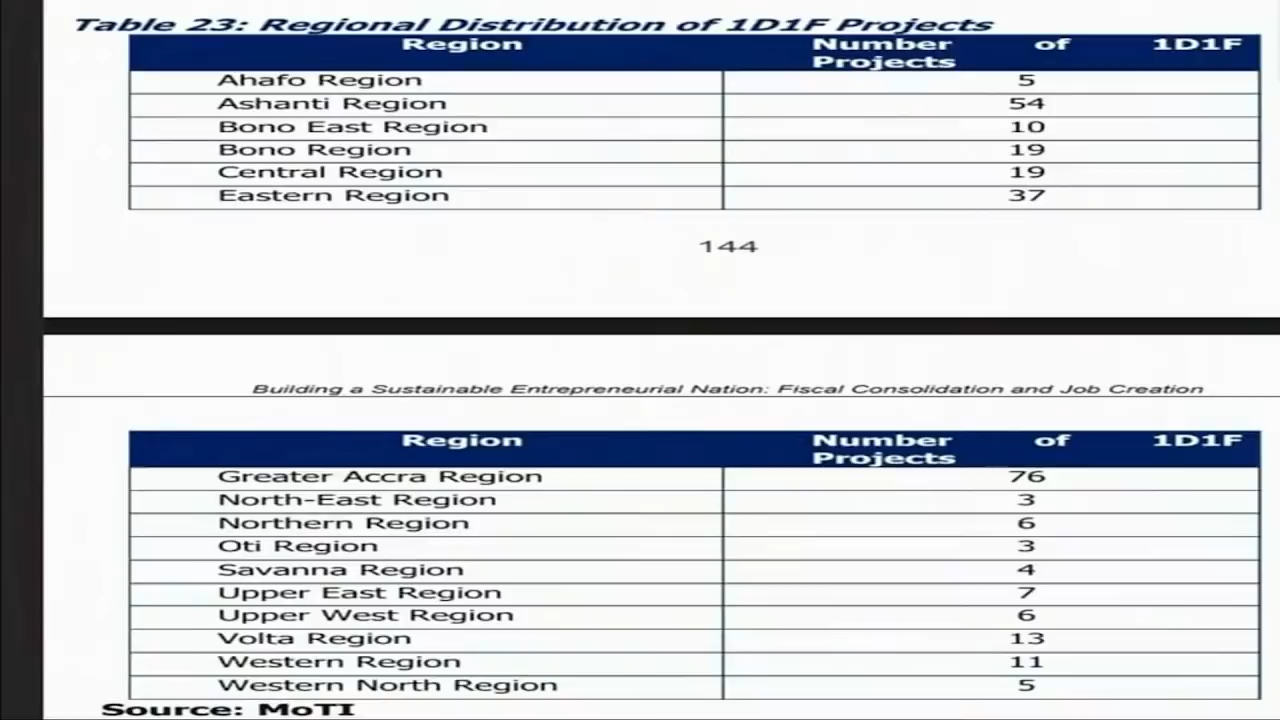 Table 23: Regional Distribution of 1D1F Projects
Region Number of 1D1F
Projects
Ahafo Region 5
Ashanti Region 54
Bono East Region 10
Bono Region 19
Central Region 19
Eastern Region 37
144
Building a Sustainable Entrepreneurial Nation: Fiscal Consolidation and Job Creation
Region Number of 1D1F
Projects
Greater Accra Region 76
North-East Region 3
Northern Region 6
Oti Region 3
Savanna Region 4
Upper East Region 7
Upper West Region 6
Volta Region 13
Western Region 11
Western North Region 5
Source: MoTI